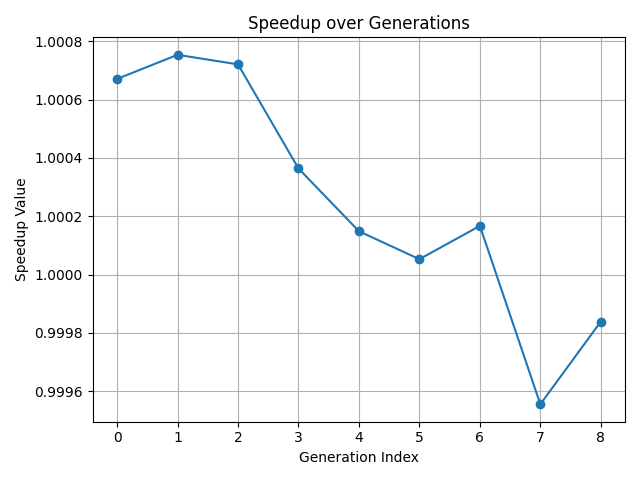 Speedup over Generations
Speedup Value
1.0008
1.0006
1.0004
1.0002
1.0000
0.9998
0.9996
0 1 2 3 4 5 6 7 8
Generation Index